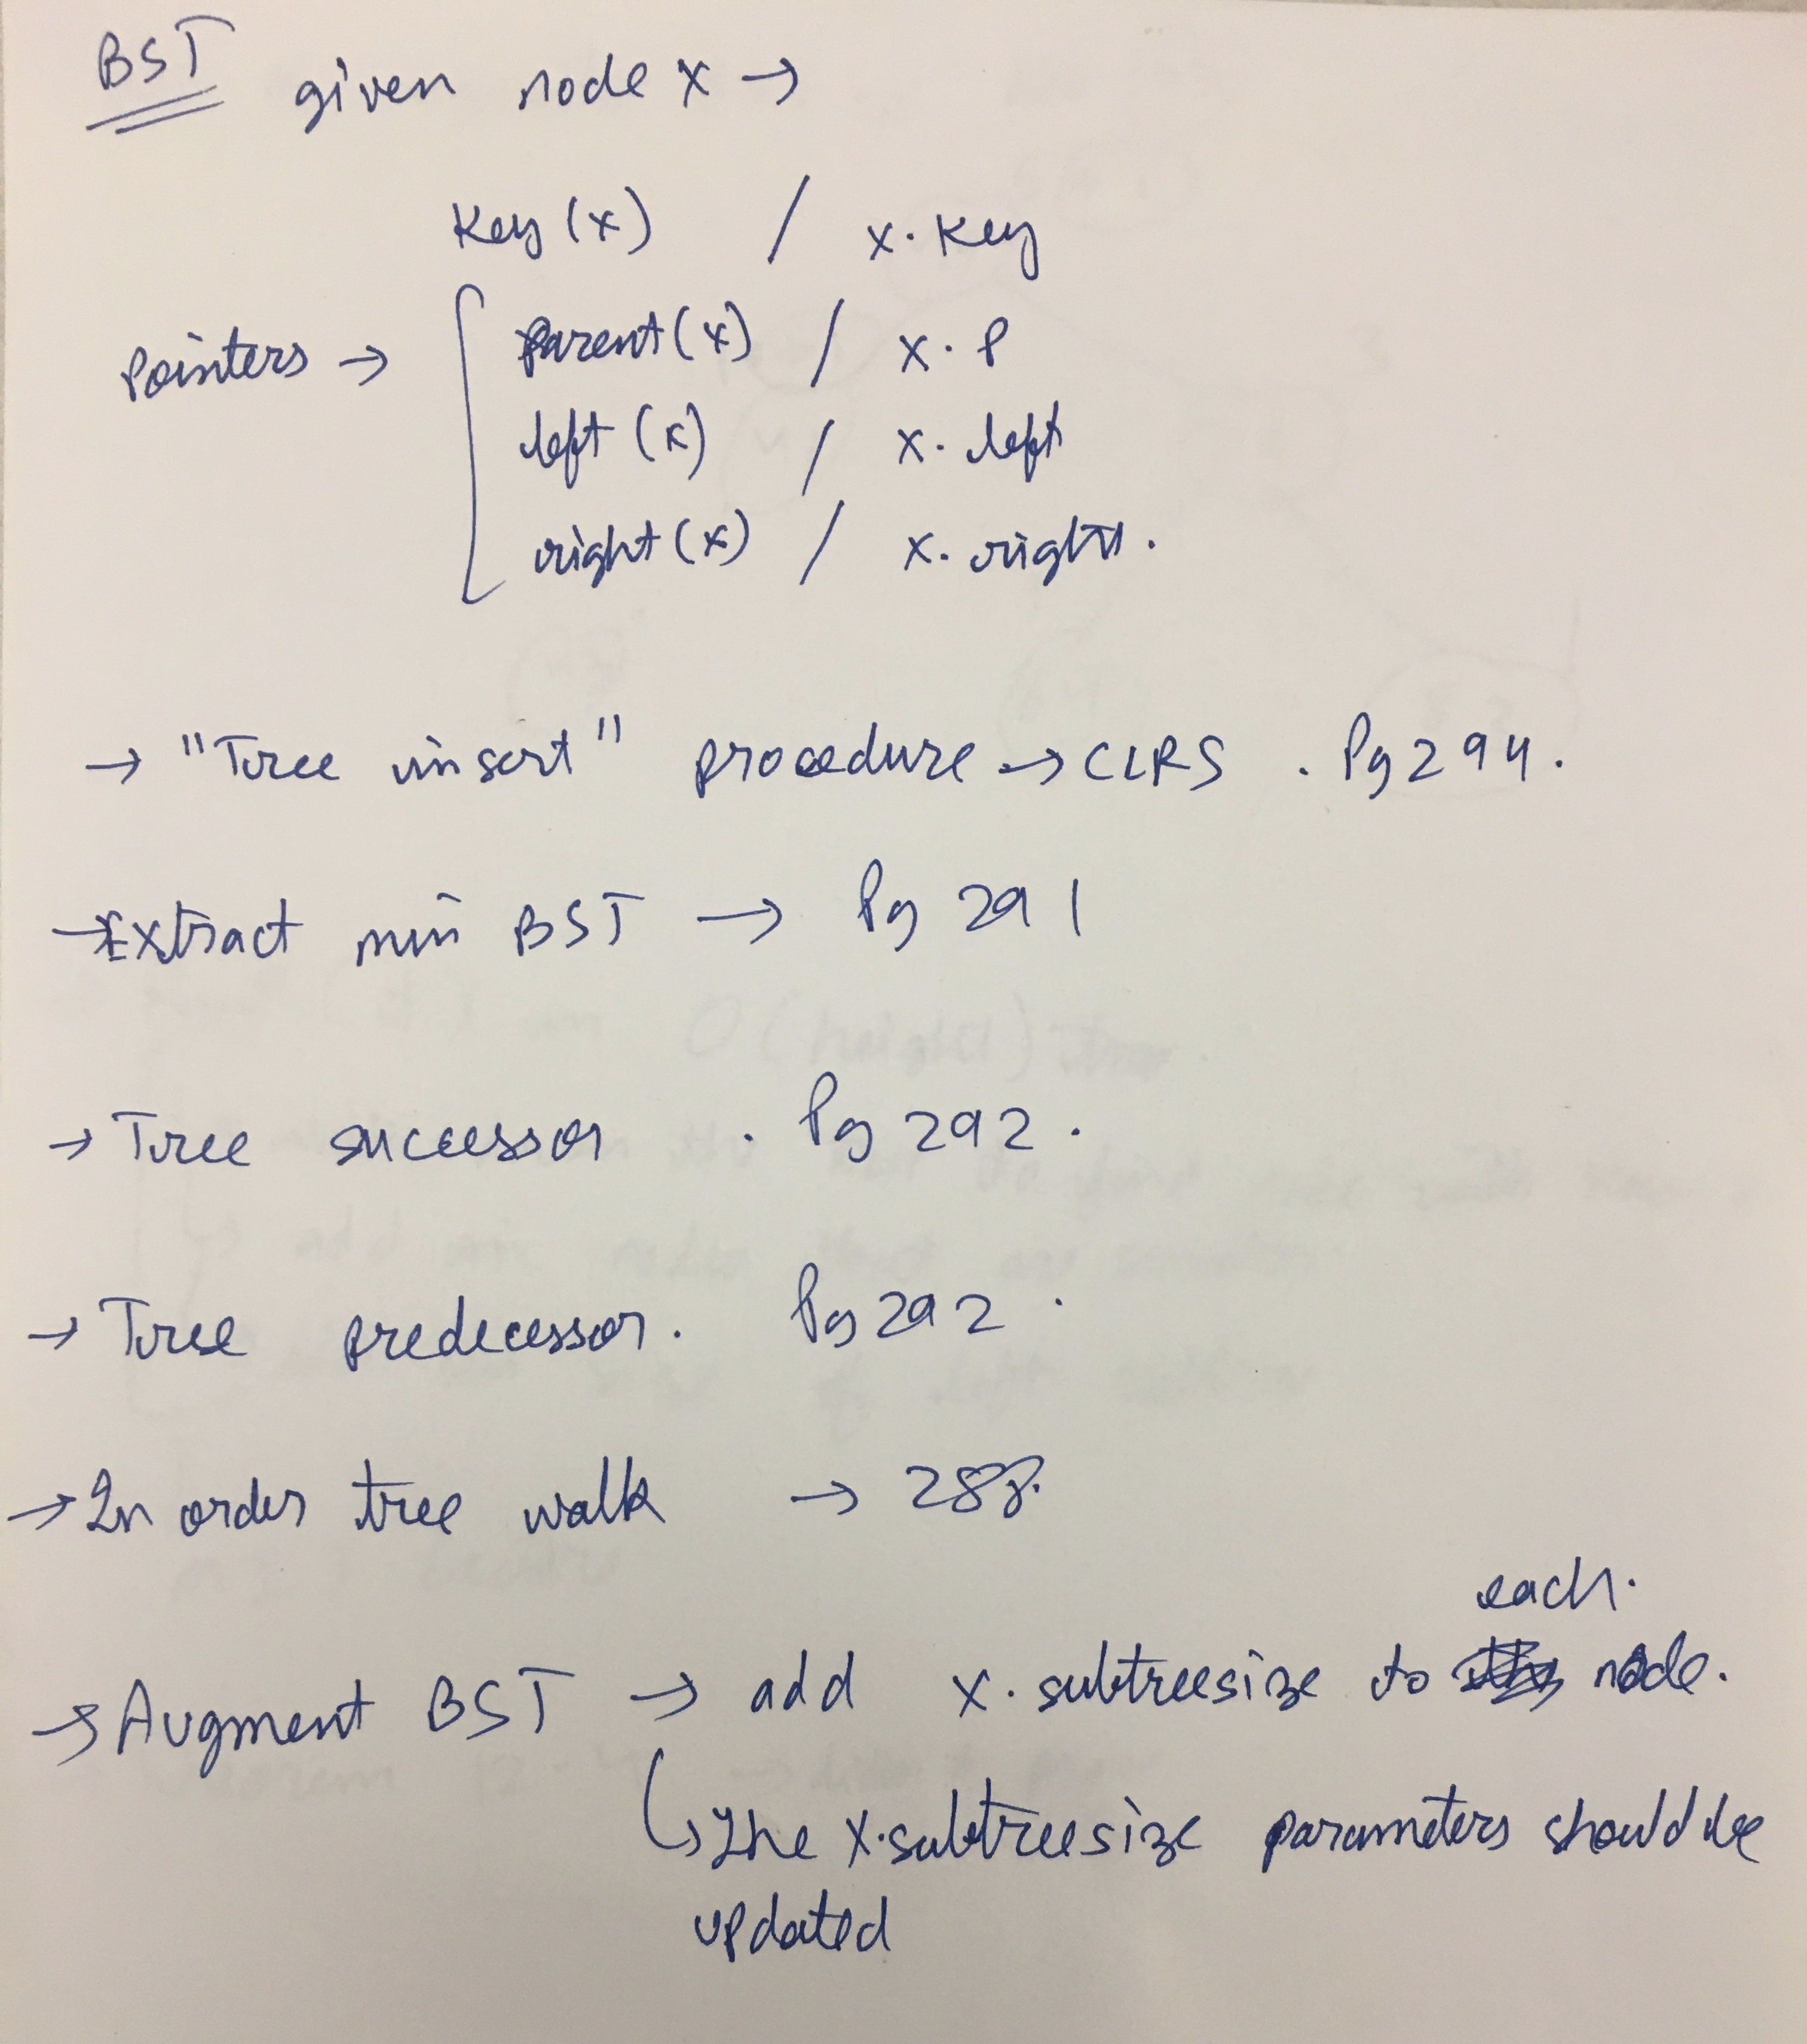 BST given node x →
Key (x) / x. Key
Pointers → parent(x) / x. P
left (x) / x. left
right (x) / x. right.
→ "Tree insert" procedure → CLRS . Pg 294.
→ Extract min BST → Pg 291
→ Tree successor . Pg 292.
→ Tree predecessor. Pg 292.
→ In order tree walk → 288.
each.
→ Augment BST → add x. subtreesize to node.
↳ The x.subtreesize parameters should be
updated